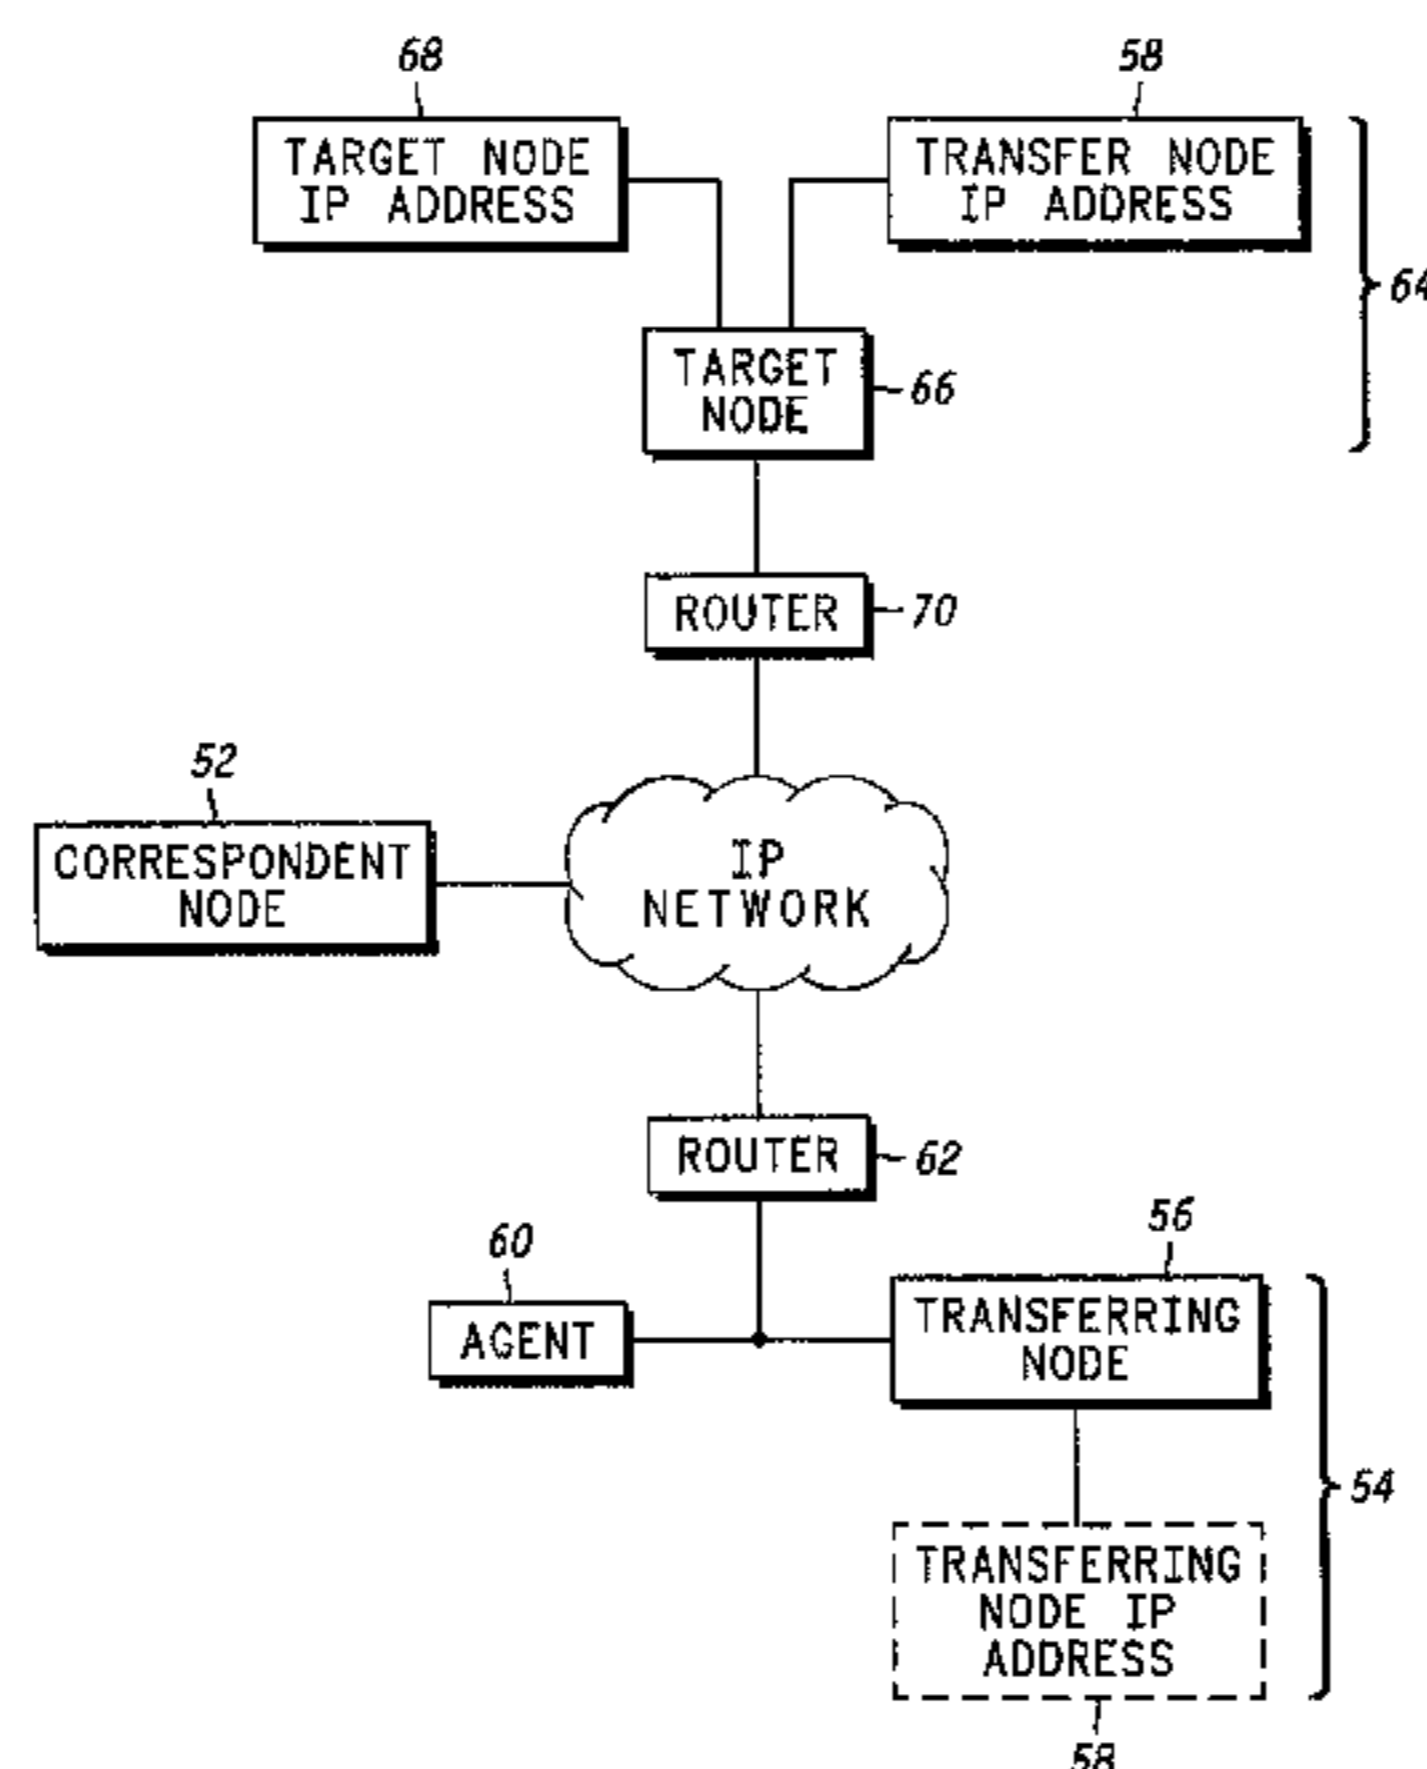 68
58
TARGET NODE
IP ADDRESS
TRANSFER NODE
IP ADDRESS
64
TARGET
NODE
66
ROUTER
70
52
CORRESPONDENT
NODE
IP
NETWORK
ROUTER
62
60
AGENT
56
TRANSFERRING
NODE
54
TRANSFERRING
NODE IP
ADDRESS
58